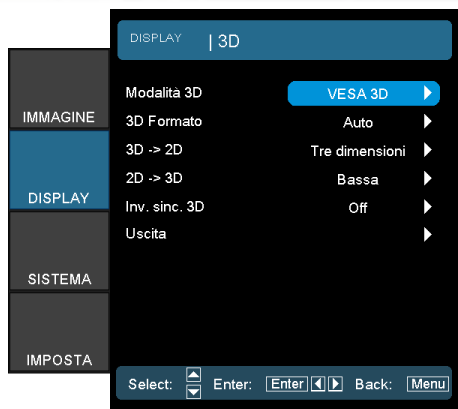 DISPLAY | 3D
IMMAGINE
DISPLAY
SISTEMA
IMPOSTA
Modalità 3D VESA 3D
3D Formato Auto
3D -> 2D Tre dimensioni
2D -> 3D Bassa
Inv. sinc. 3D Off
Uscita
Select: Enter: Enter Back: Menu